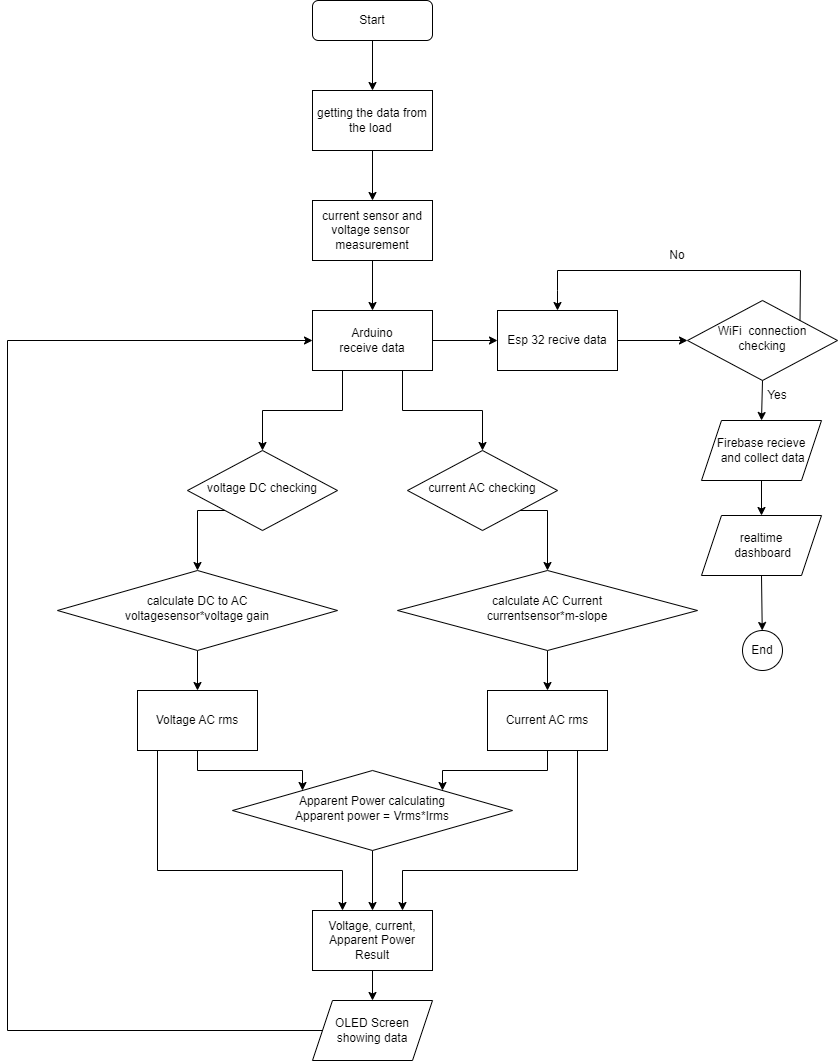 Start
getting the data from
the load
current sensor and
voltage sensor
measurement
No
Arduino
receive data
Esp 32 recive data
WiFi connection
checking
Yes
Firebase recieve
and collect data
voltage DC checking
current AC checking
realtime
dashboard
calculate DC to AC
voltagesensor*voltage gain
calculate AC Current
currentsensor*m-slope
End
Voltage AC rms
Current AC rms
Apparent Power calculating
Apparent power = Vrms*Irms
Voltage, current,
Apparent Power
Result
OLED Screen
showing data